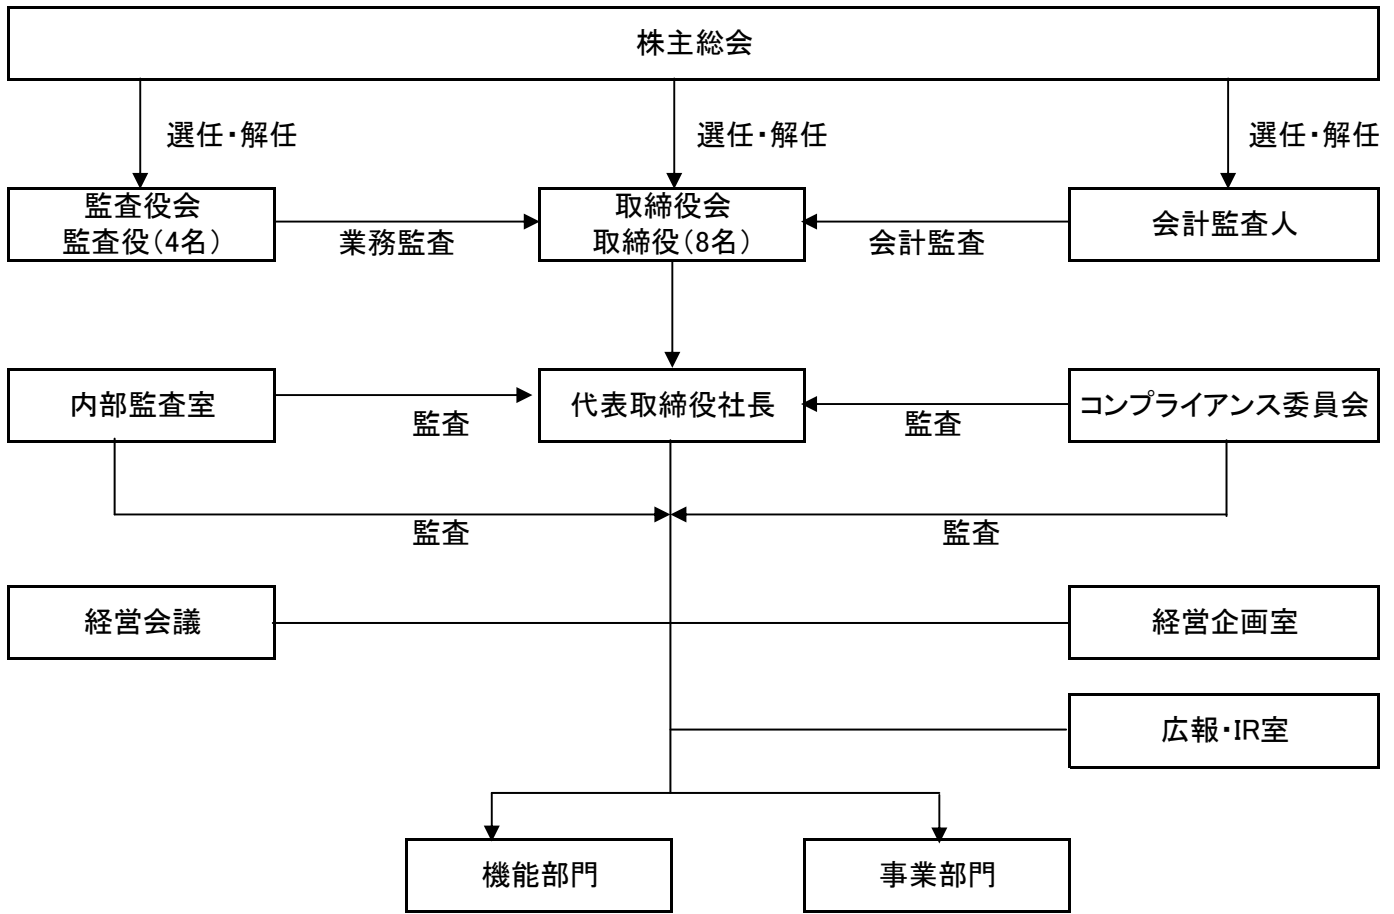 株主総会
選任・解任
選任・解任
選任・解任
監査役会
監査役(4名)
業務監査
取締役会
取締役(8名)
会計監査
会計監査人
内部監査室
監査
代表取締役社長
監査
コンプライアンス委員会
監査
監査
経営会議
経営企画室
広報・IR室
機能部門
事業部門